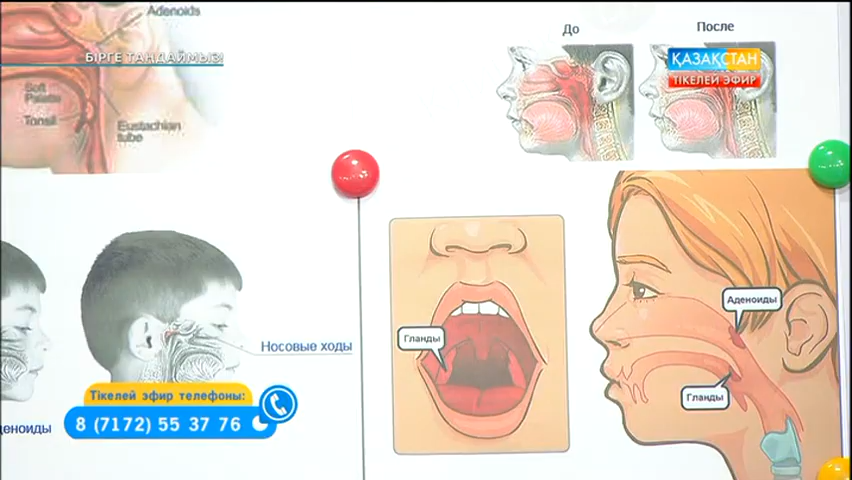 Adenoids
БІРГЕ ТАҢДАЙМЫЗ!
Soft
Palate
Tonsil
Eustachian
tube
До
После
ҚАЗАҚСТАН
ТІКЕЛЕЙ ЭФИР
Носовые ходы
Гланды
Аденоиды
Гланды
Тікелей эфир телефоны:
8 (7172) 55 37 76
деноиды